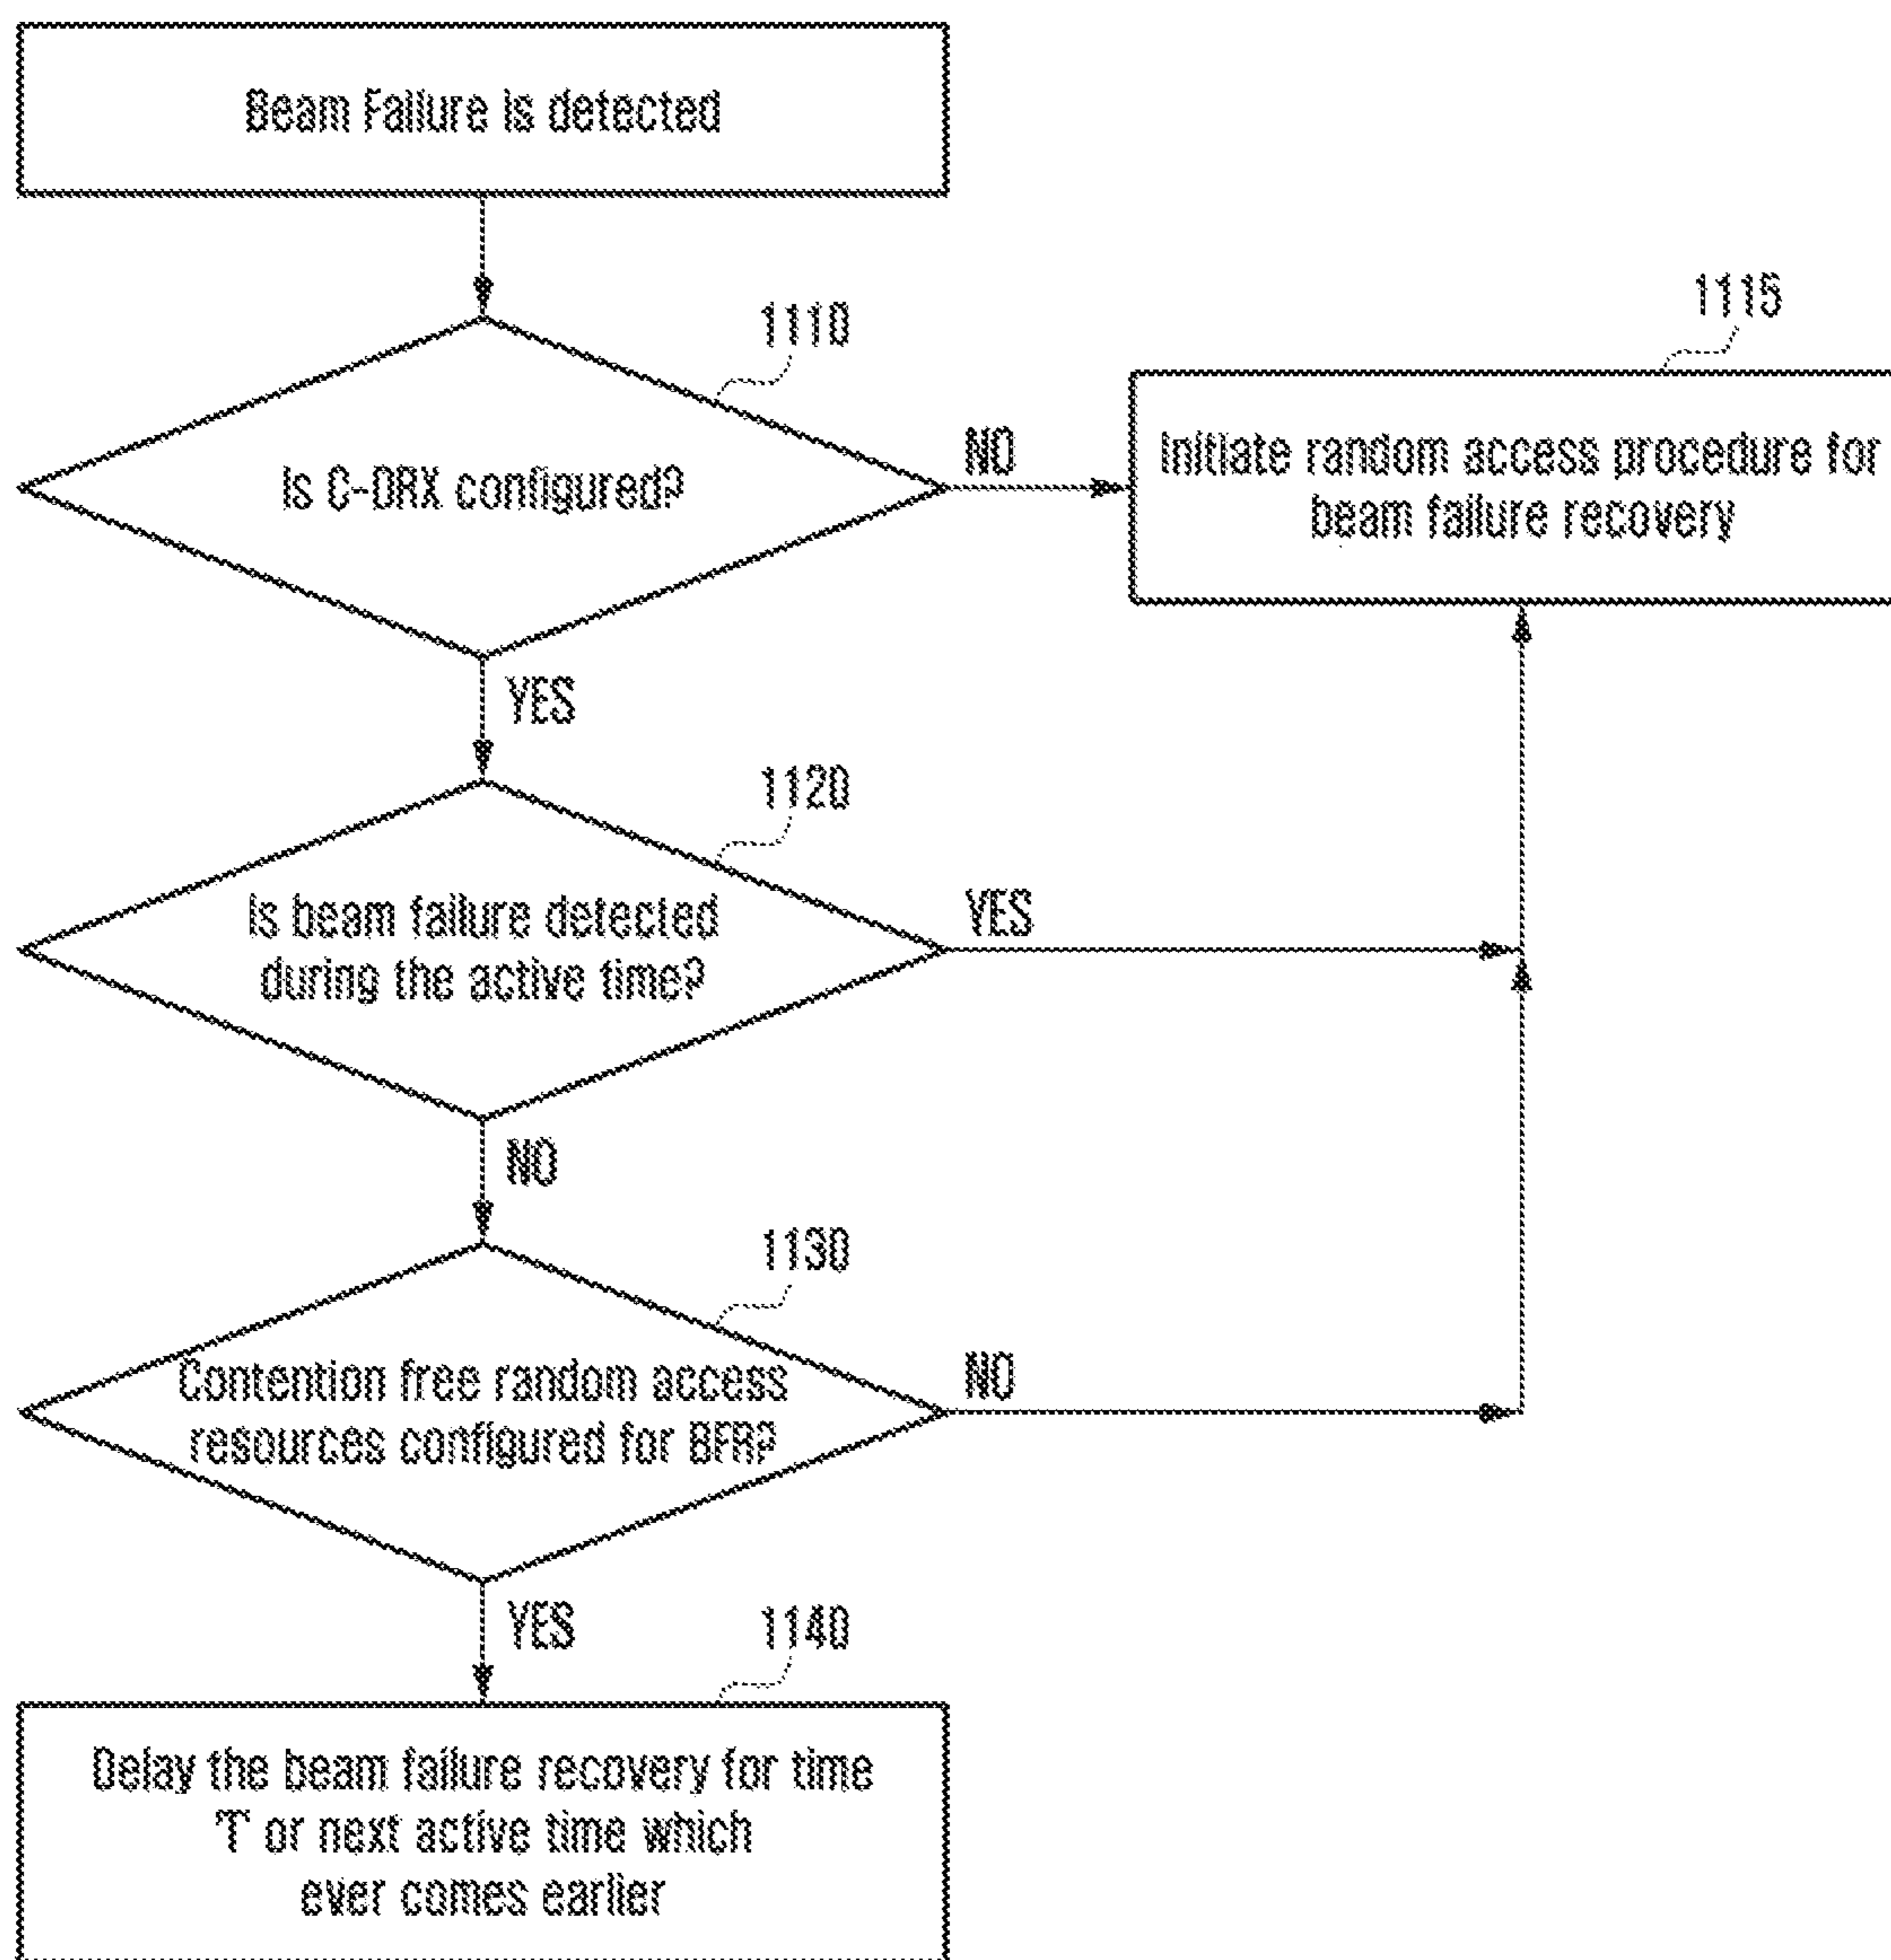 Beam Failure is detected
1110
Is C-DRX configured?
NO
1115
Initiate random access procedure for
beam failure recovery
YES
1120
Is beam failure detected
during the active time?
YES
NO
1130
Contention free random access
resources configured for BFR?
NO
YES
1140
Delay the beam failure recovery for time
'T' or next active time which
ever comes earlier